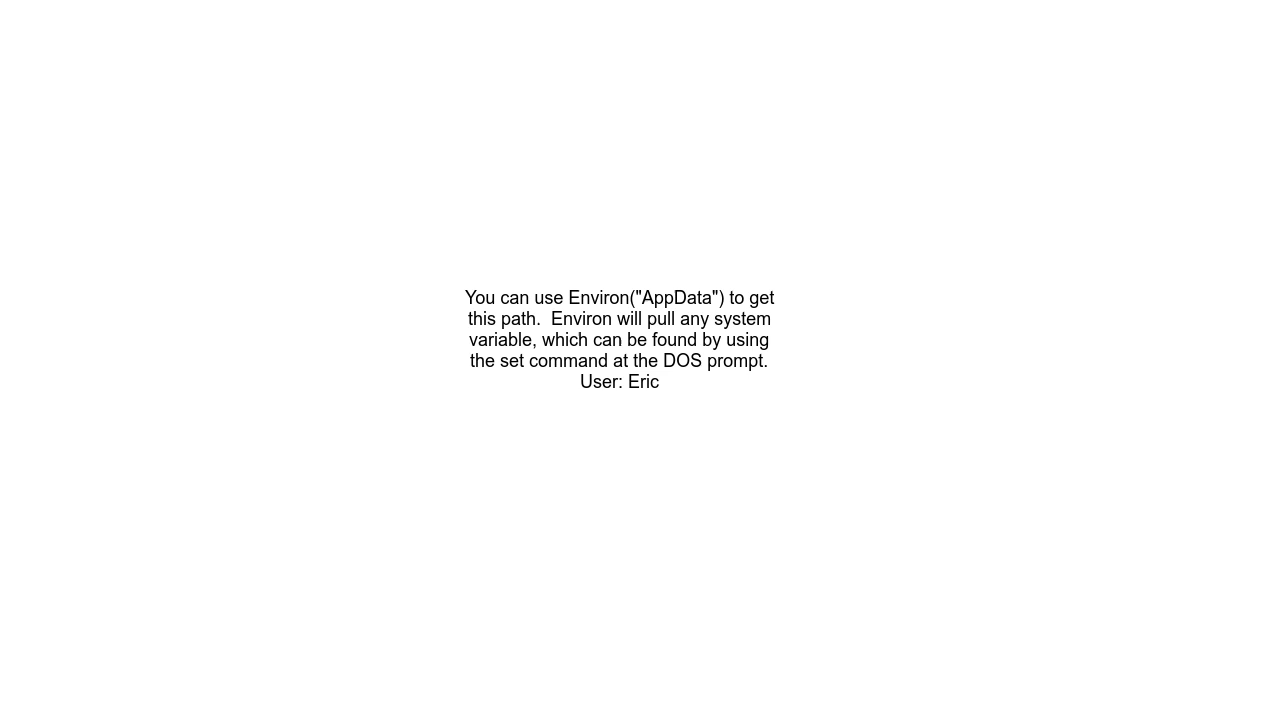 You can use Environ("AppData") to get
this path.  Environ will pull any system
variable, which can be found by using
the set command at the DOS prompt.
User: Eric